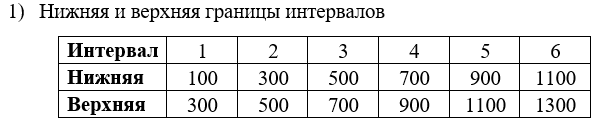 1) Нижняя и верхняя границы интервалов
Интервал 1 2 3 4 5 6
Нижняя 100 300 500 700 900 1100
Верхняя 300 500 700 900 1100 1300